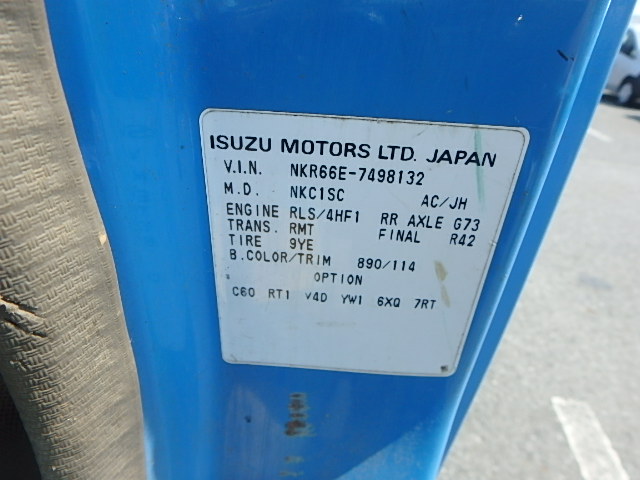 ISUZU MOTORS LTD. JAPAN
V.I.N. NKR66E-7498132
M.D. NKC1SC AC/JH
ENGINE RLS/4HF1 RR AXLE G73
TRANS. RMT FINAL R42
TIRE 9YE
B.COLOR/TRIM 890/114
OPTION
C60 RT1 V4D YW1 6XQ 7RT